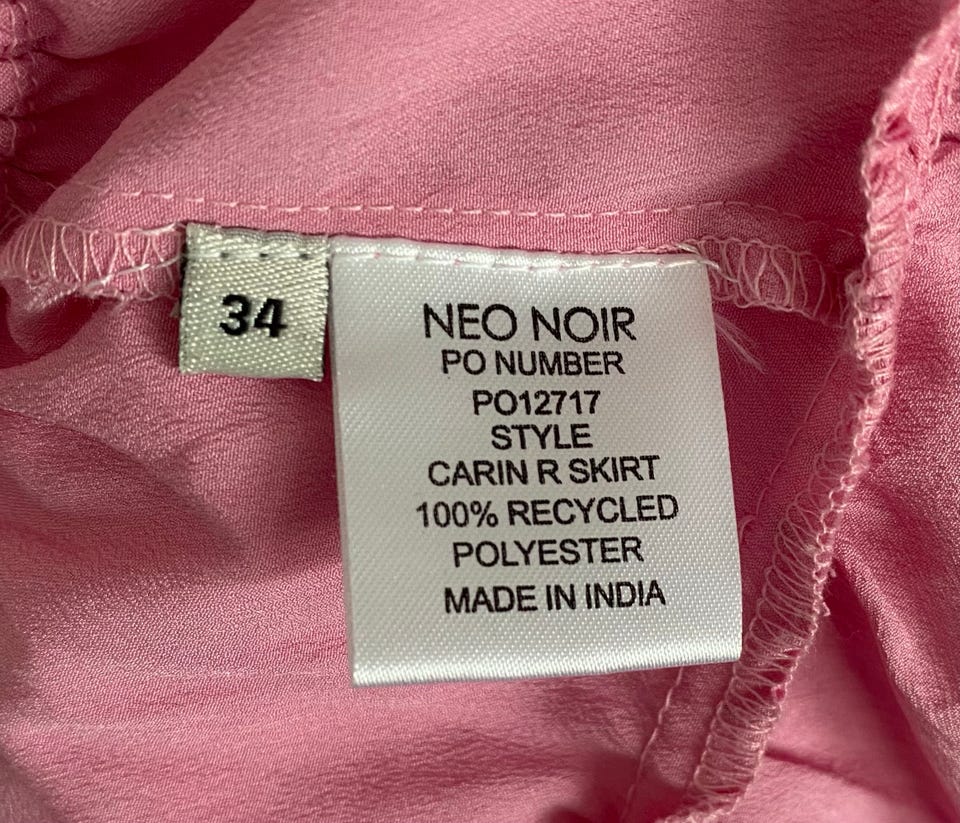 34
NEO NOIR
PO NUMBER
PO12717
STYLE
CARIN R SKIRT
100% RECYCLED
POLYESTER
MADE IN INDIA